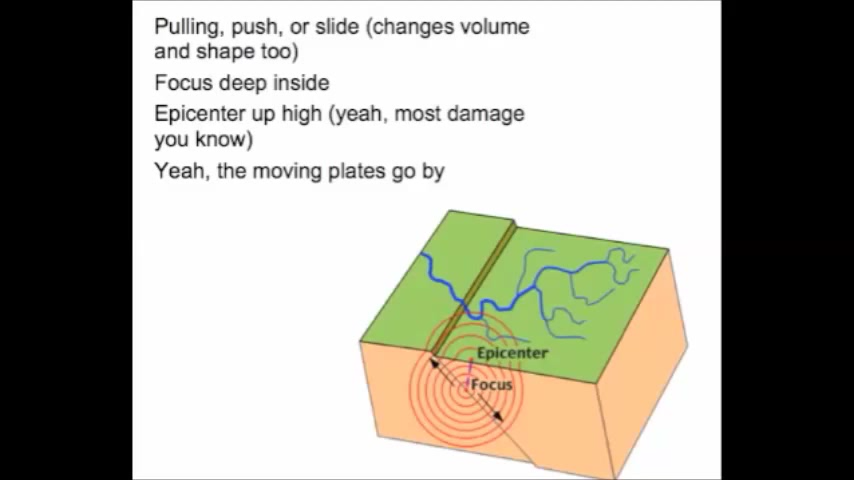 Pulling, push, or slide (changes volume
and shape too)
Focus deep inside
Epicenter up high (yeah, most damage
you know)
Yeah, the moving plates go by
Epicenter
Focus